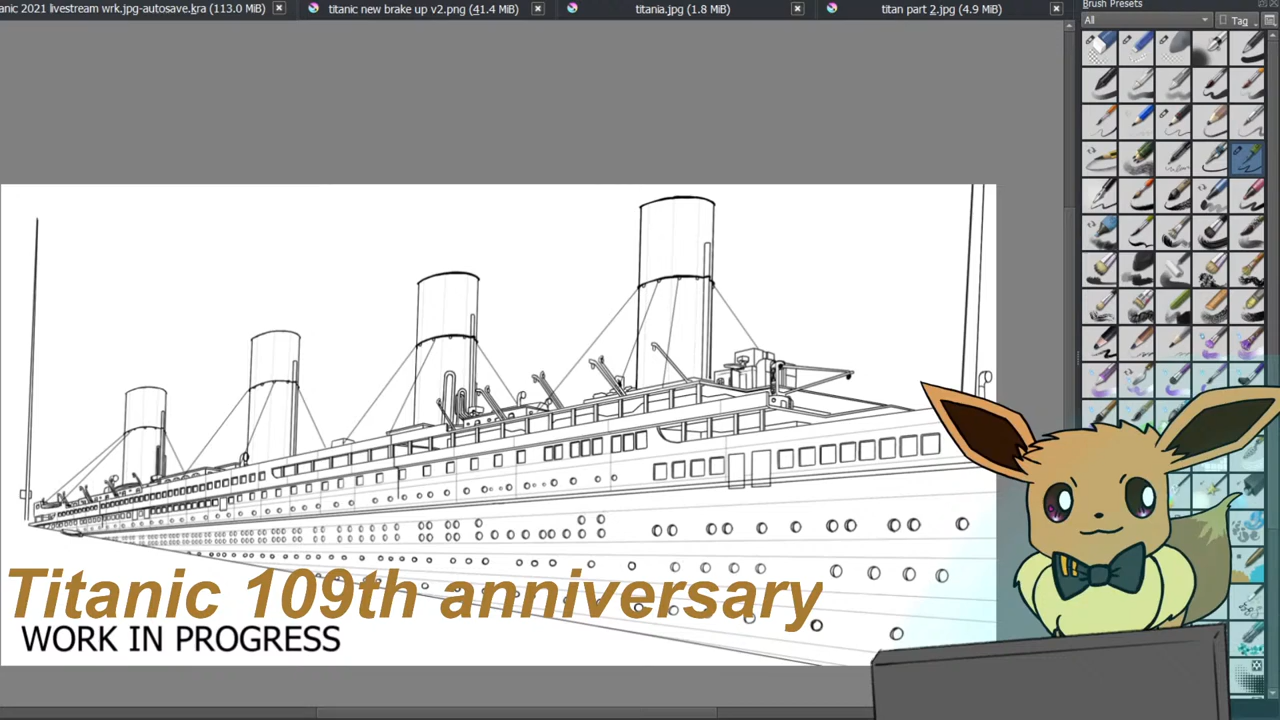 anic 2021 livestream wrk.jpg-autosave.kra (113.0 MiB)
titanic new brake up v2.png (41.4 MiB)
titania.jpg (1.8 MiB)
titan part 2.jpg (4.9 MiB)
Brush Presets
All
Tag
Titanic 109th anniversary
WORK IN PROGRESS